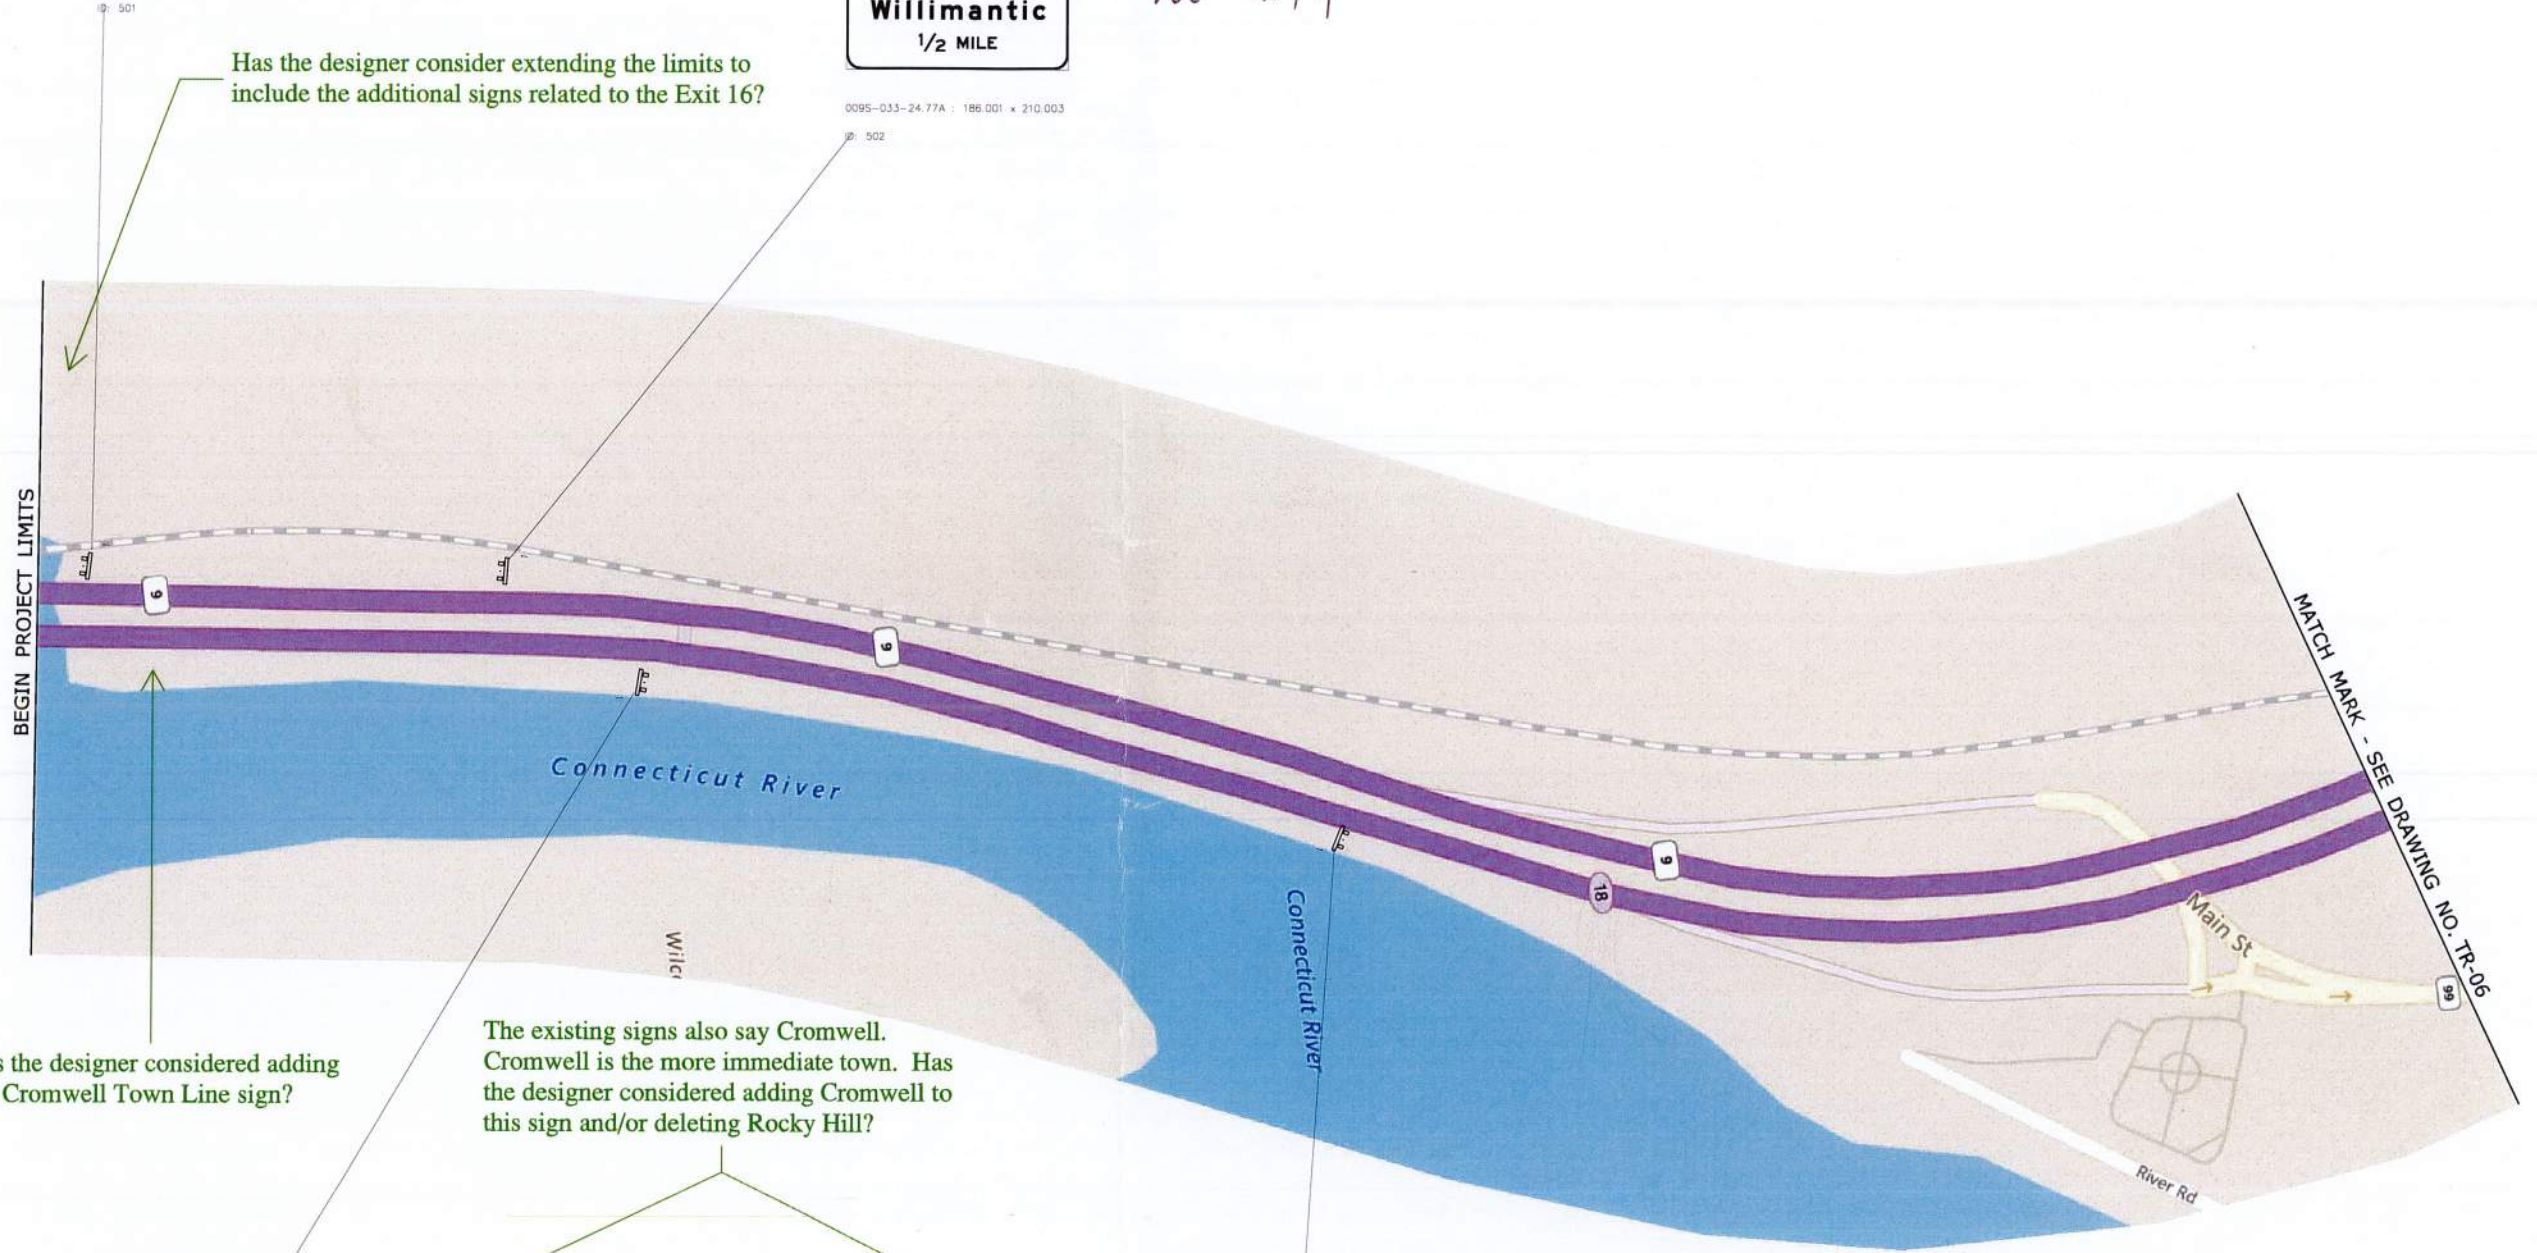 ID: 501
Willimantic
1/2 MILE
Has the designer consider extending the limits to
include the additional signs related to the Exit 16?
009S-033-24.77A : 186.001 x 210.003
ID: 502
BEGIN PROJECT LIMITS
9
9
9
18
MATCH MARK - SEE DRAWING NO. TR-06
Connecticut River
Connecticut River
Main St
99
River Rd
the designer considered adding
Cromwell Town Line sign?
The existing signs also say Cromwell.
Cromwell is the more immediate town. Has
the designer considered adding Cromwell to
this sign and/or deleting Rocky Hill?